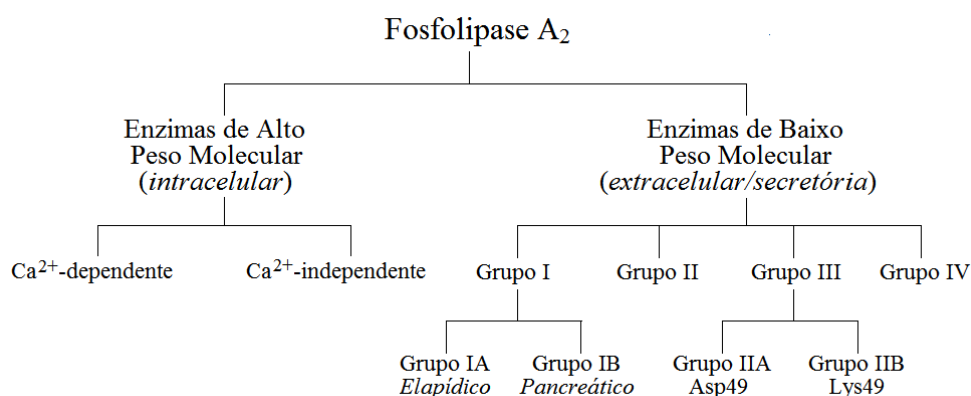 Fosfolipase A2
Enzimas de Alto
Peso Molecular
(intracelular)
Enzimas de Baixo
Peso Molecular
(extracelular/secretória)
Ca2+-dependente
Ca2+-independente
Grupo I
Grupo II
Grupo III
Grupo IV
Grupo IA
Elapídico
Grupo IB
Pancreático
Grupo IIA
Asp49
Grupo IIB
Lys49